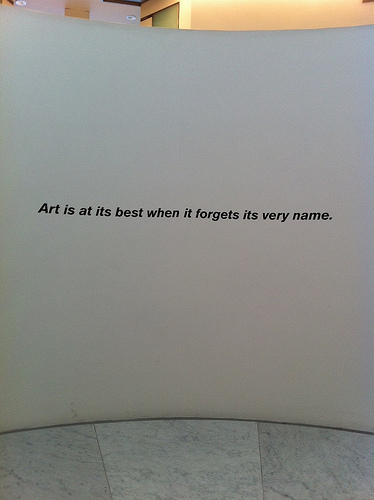 Art is at its best when it forgets its very name.